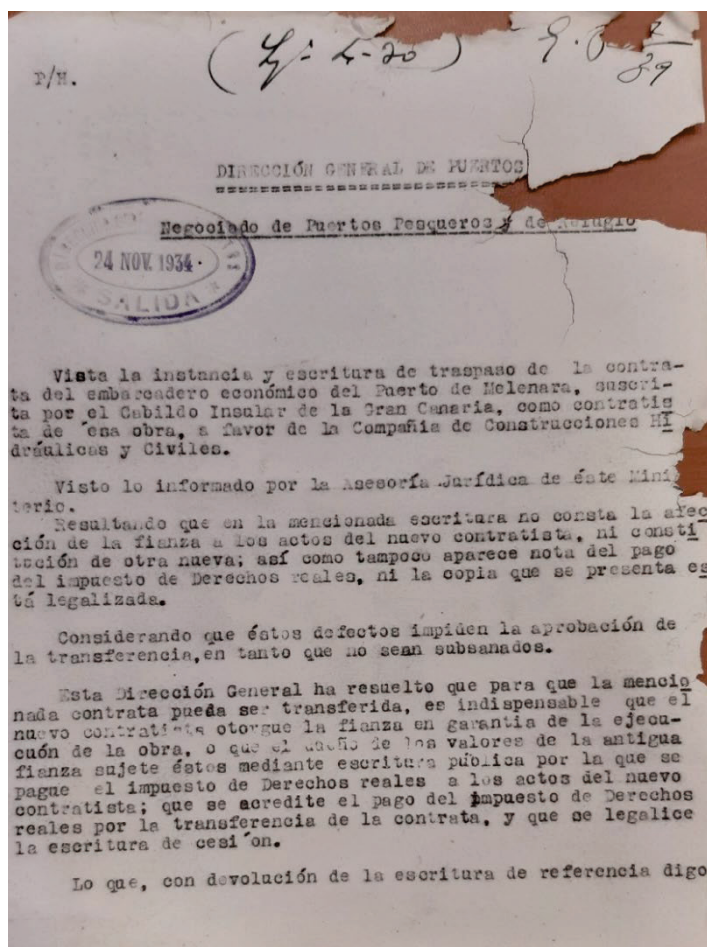 P/H.
DIRECCIÓN GENERAL DE PUERTOS
Negociado de Puertos Pesqueros y de Refugio
24 NOV. 1934
SALIDA
Vista la instancia y escritura de traspaso de la contra-
ta del embarcadero económico del Puerto de Melenara, suscri-
ta por el Cabildo Insular de la Gran Canaria, como contratis
ta de ésa obra, a favor de la Compañia de Construcciones Hi
dráulicas y Civiles.
Visto lo informado por la Asesoría Jurídica de éste Mini
terio.
Resultando que en la mencionada escritura no consta la afec
ción de la fianza a los actos del nuevo contratista, ni consti
tución de otra nueva; así como tampoco aparece nota del pago
del impuesto de Derechos reales, ni la copia que se presenta es
tá legalizada.
Considerando que éstos defectos impiden la aprobación de
la transferencia,en tanto que no sean subsanados.
Esta Dirección General ha resuelto que para que la mencio
nada contrata pueda ser transferida, es indispensable que el
nuevo contratista otorgue la fianza en garantia de la ejecu-
cuón de la obra, o que el dueño de los valores de la antigua
fianza sujete éstos mediante escritura pública por la que se
pague el impuesto de Derechos reales a los actos del nuevo
contratista; que se acredite el pago del impuesto de Derechos
reales por la transferencia de la contrata, y que se legalice
la escritura de cesi´on.
Lo que, con devolución de la escritura de referencia digo